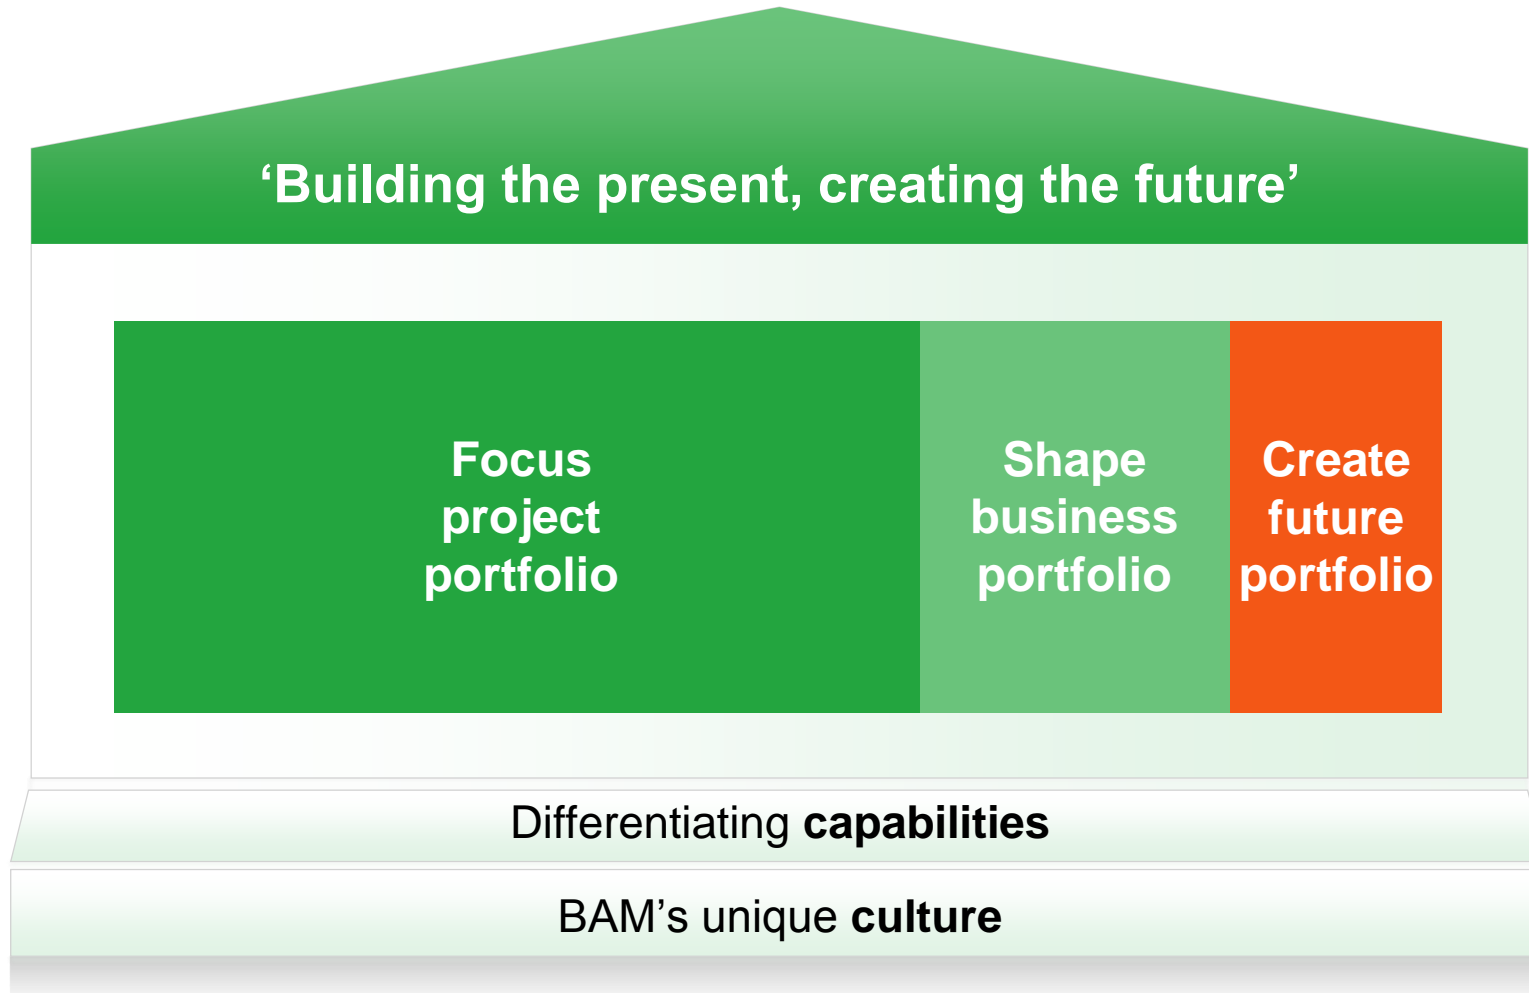 ‘Building the present, creating the future’
Focus
project
portfolio
Shape
business
portfolio
Create
future
portfolio
Differentiating capabilities
BAM’s unique culture